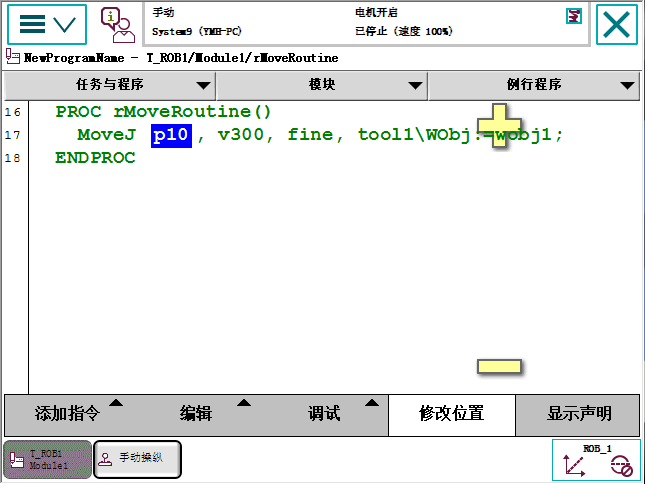 手动
电机开启
System9 (YMH-PC)
已停止 (速度 100%)
NewProgramName - T_ROB1/Module1/rMoveRoutine
任务与程序
模块
例行程序
16 PROC rMoveRoutine()
17 MoveJ p10, v300, fine, tool1\WObj:=wobj1;
18 ENDPROC
添加指令
编辑
调试
修改位置
显示声明
T_ROB1
Module1
手动操纵
ROB_1